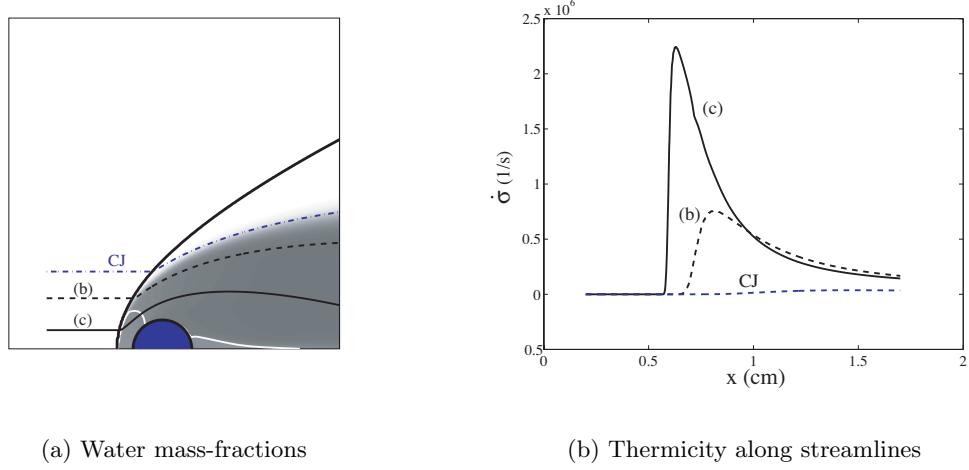 CJ
(b)
(c)
x 10^6
2.5
2
1.5
1
0.5
0
0.5
0
0.5
1
1.5
2
σ̇ (1/s)
x (cm)
(c)
(b)
CJ
(a) Water mass-fractions
(b) Thermicity along streamlines